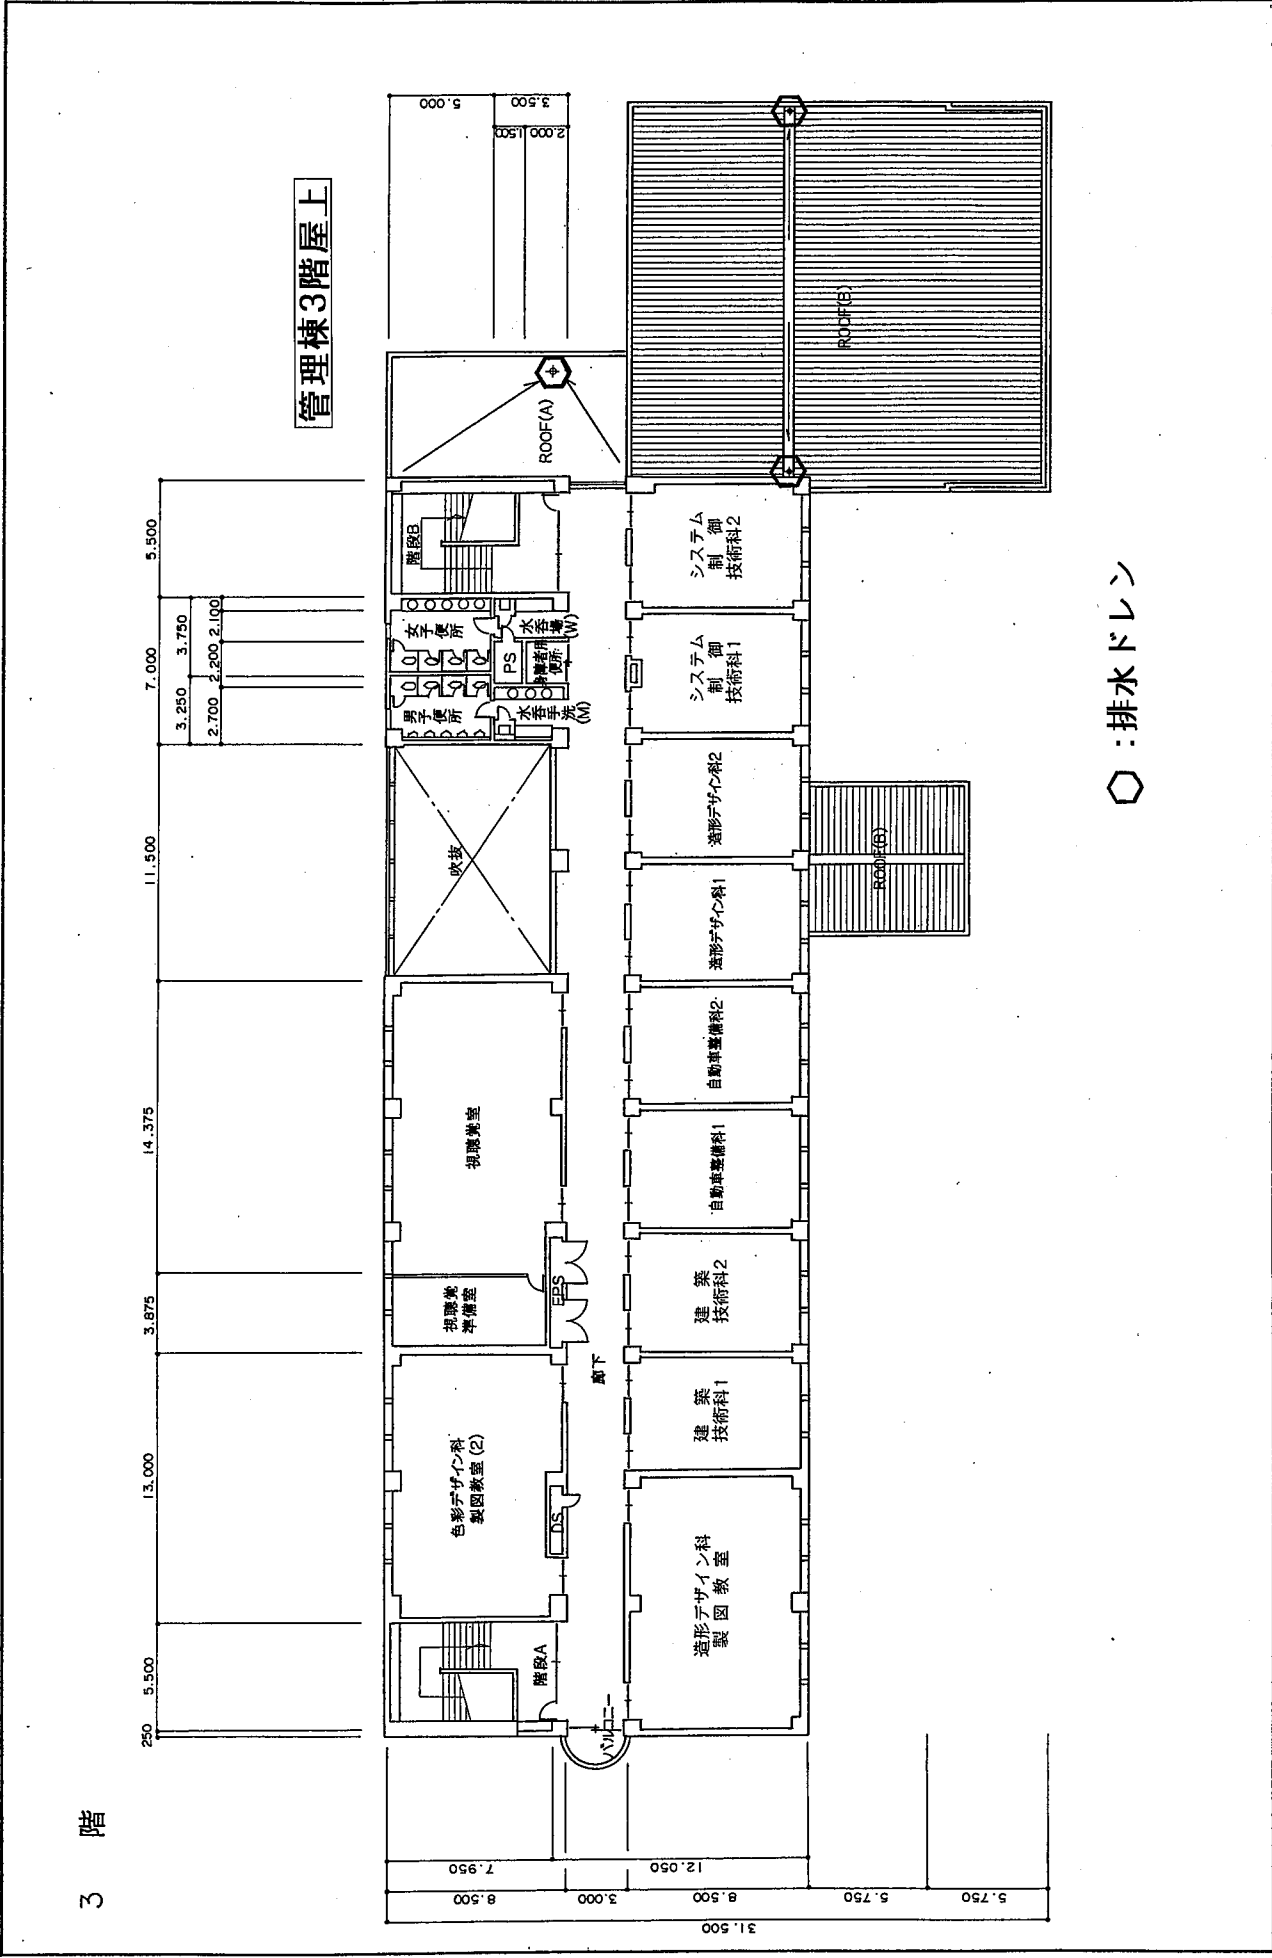 3 階
管理棟3階屋上
250
5.500
13.000
3.875
14.375
11.500
7.000
5.500
3.250
3.750
2.700
2.200
2.100
5.000
3.500
1.500
2.000
階段A
色彩デザイン科
製図教室(2)
DS
視聴覚
準備室
EPS
視聴覚室
吹抜
男子便所
水呑手洗
(M)
女子便所
PS
身障者用
便所
水呑場
(W)
階段B
ROOF(A)
バルコニー
廊下
造形デザイン科
製図教室
建築
技術科1
建築
技術科2
自動車整備科1
自動車整備科2
造形デザイン科1
造形デザイン科2
システム
制御
技術科1
システム
制御
技術科2
ROOF(B)
ROOF(B)
7.950
12.050
8.500
3.000
8.500
5.750
5.750
31.500
:排水ドレン